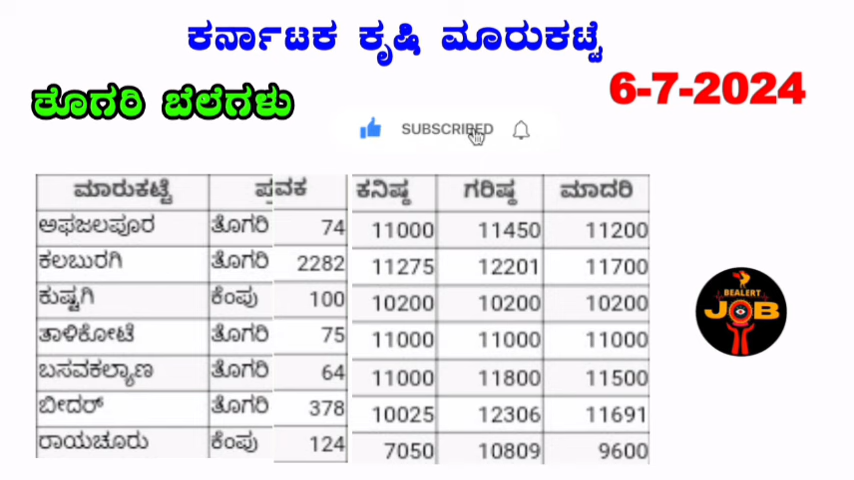 ಕರ್ನಾಟಕ ಕೃಷಿ ಮಾರುಕಟ್ಟೆ
ತೊಗರಿ ಬೆಲೆಗಳು
6-7-2024
SUBSCRIBED
ಮಾರುಕಟ್ಟೆ ವಕ ಕನಿಷ್ಠ ಗರಿಷ್ಠ ಮಾದರಿ
ಅಫಜಲಪೂರ ತೊಗರಿ 74 11000 11450 11200
ಕಲಬುರಗಿ ತೊಗರಿ 2282 11275 12201 11700
ಕುಷ್ಟಗಿ ಕೆಂಪು 100 10200 10200 10200
ತಾಳಿಕೋಟೆ ತೊಗರಿ 75 11000 11000 11000
ಬಸವಕಲ್ಯಾಣ ತೊಗರಿ 64 11000 11800 11500
ಬೀದರ್ ತೊಗರಿ 378 10025 12306 11691
ರಾಯಚೂರು ಕೆಂಪು 124 7050 10809 9600
BEALERT
JOB